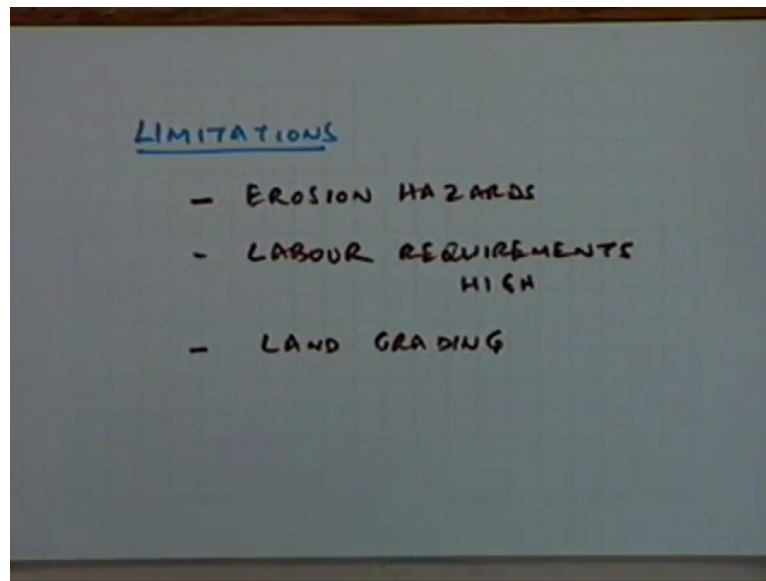 LIMITATIONS
- EROSION HAZARDS
- LABOUR REQUIREMENTS
HIGH
- LAND GRADING